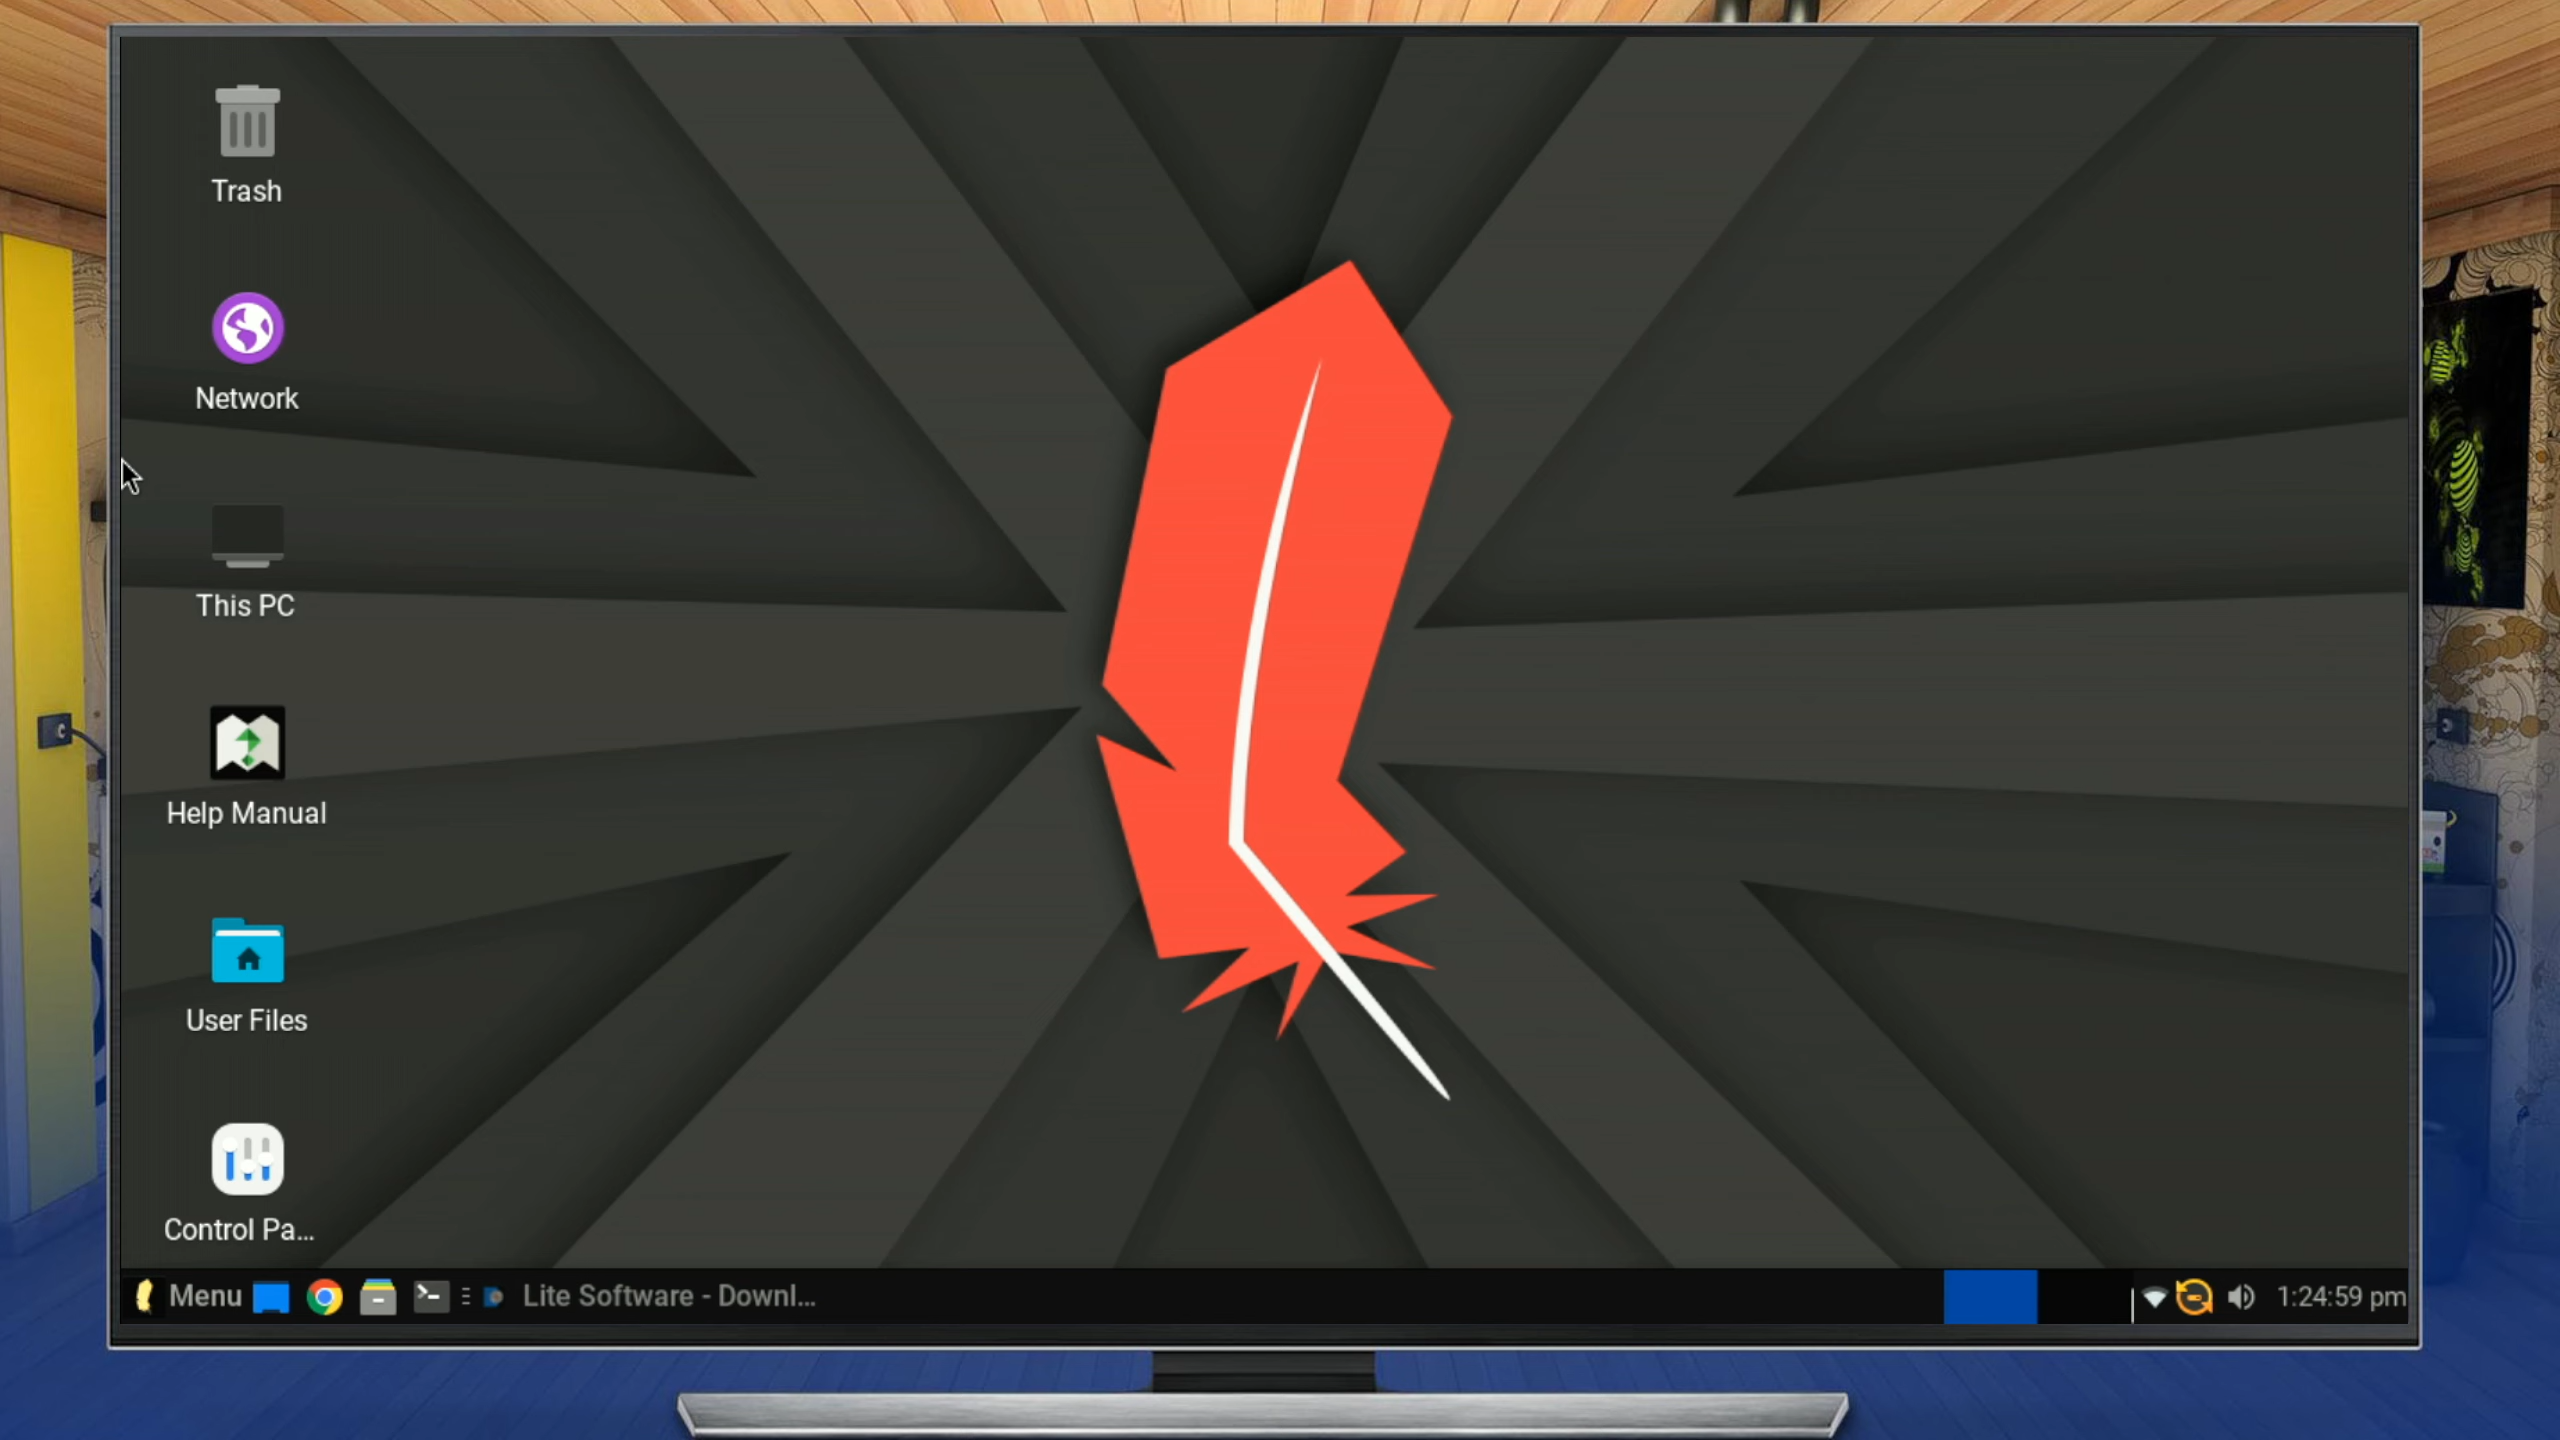 Trash
Network
This PC
Help Manual
User Files
Control Pa...
Menu
Lite Software - Downl...
1:24:59 pm